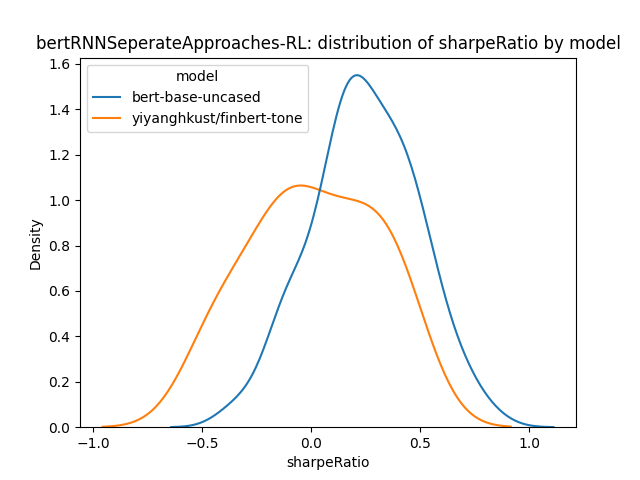 bertRNNSeperateApproaches-RL: distribution of sharpeRatio by model
model
bert-base-uncased
yiyanghkust/finbert-tone
Density
1.6
1.4
1.2
1.0
0.8
0.6
0.4
0.2
0.0
−1.0 −0.5 0.0 0.5 1.0
sharpeRatio